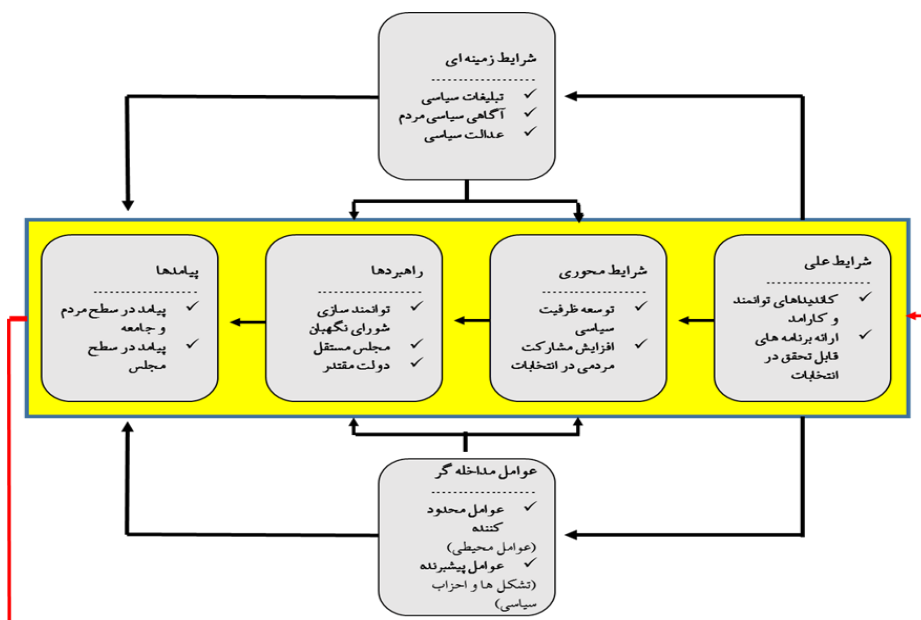 شرایط زمینه ای
تبلیغات سیاسی
آگاهی سیاسی مردم
عدالت سیاسی
شرایط علی
کاندیداهای توانمند
و کارامد
ارائه برنامه های
قابل تحقق در
انتخابات
شرایط محوری
توسعه ظرفیت
سیاسی
افزایش مشارکت
مردمی در انتخابات
راهبردها
توانمند سازی
شورای نگهبان
مجلس مستقل
دولت مقتدر
پیامدها
پیامد در سطح مردم
و جامعه
پیامد در سطح
مجلس
عوامل مداخله گر
عوامل محدود
کننده
(عوامل محیطی)
عوامل پیشبرنده
(تشکل ها و احزاب
سیاسی)